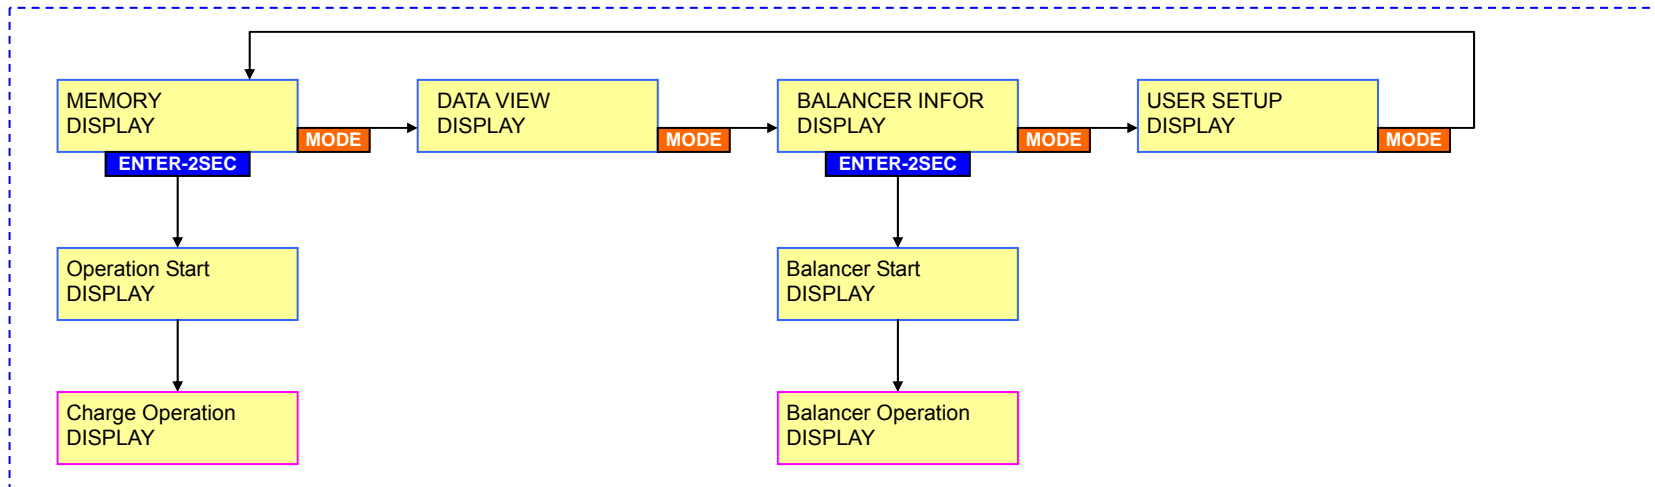 MEMORY
DISPLAY
MODE
ENTER-2SEC
DATA VIEW
DISPLAY
MODE
BALANCER INFOR
DISPLAY
MODE
ENTER-2SEC
USER SETUP
DISPLAY
MODE
Operation Start
DISPLAY
Balancer Start
DISPLAY
Charge Operation
DISPLAY
Balancer Operation
DISPLAY